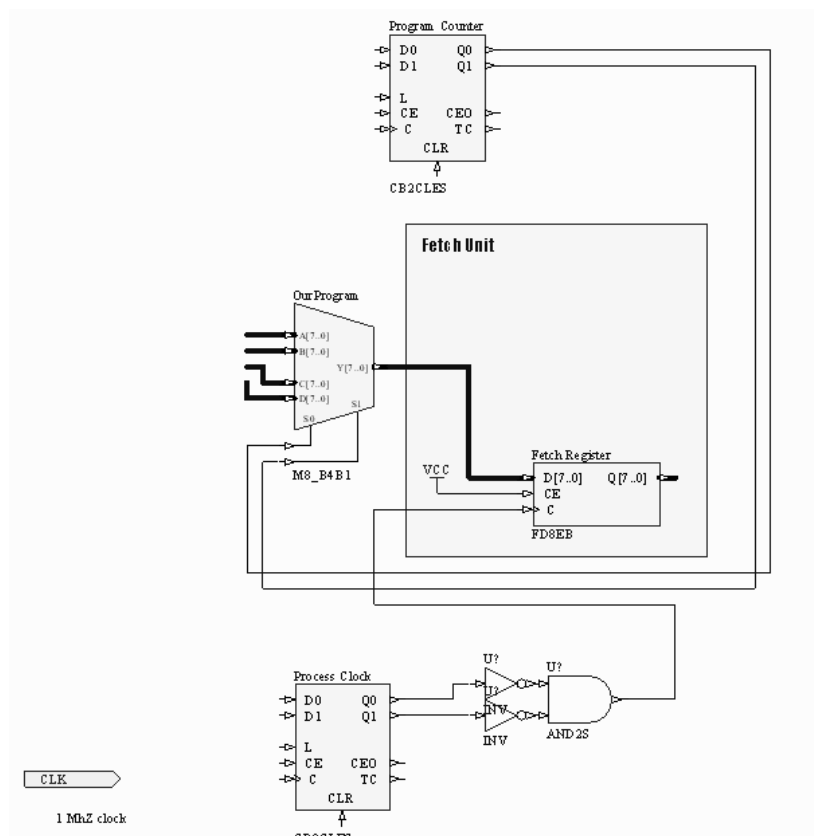 Program Counter
D0 Q0
D1 Q1
L
CE CEO
C TC
CLR
CB2CLES
Fetch Unit
Our Program
A[7..0]
B[7..0]
Y[7..0]
C[7..0]
D[7..0]
S1
S0
M8_B4B1
Fetch Register
VCC
D[7..0] Q[7..0]
CE
C
FD8EB
U?
U?
U?
INV
INV
AND2S
Process Clock
D0 Q0
D1 Q1
L
CE CEO
C TC
CLR
CLK
1 MhZ clock